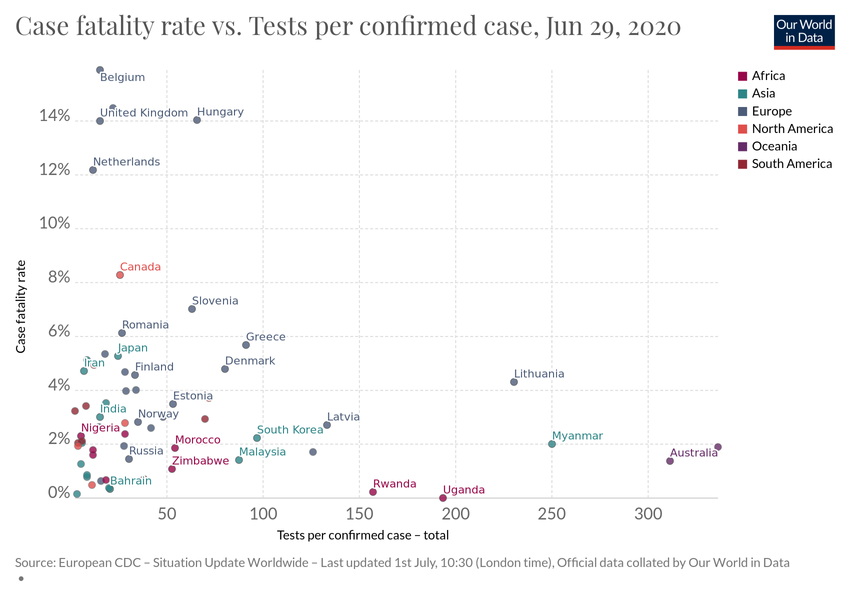 Case fatality rate vs. Tests per confirmed case, Jun 29, 2020
Our World
in Data
Africa
Asia
Europe
North America
Oceania
South America
Case fatality rate
14%
12%
10%
8%
6%
4%
2%
0%
Belgium
United Kingdom
Hungary
Netherlands
Canada
Slovenia
Romania
Greece
Japan
Denmark
Iran
Finland
Lithuania
Estonia
India
Norway
Latvia
Nigeria
South Korea
Myanmar
Morocco
Russia
Malaysia
Australia
Zimbabwe
Bahrain
Rwanda
Uganda
50
100
150
200
250
300
Tests per confirmed case – total
Source: European CDC – Situation Update Worldwide – Last updated 1st July, 10:30 (London time), Official data collated by Our World in Data
•